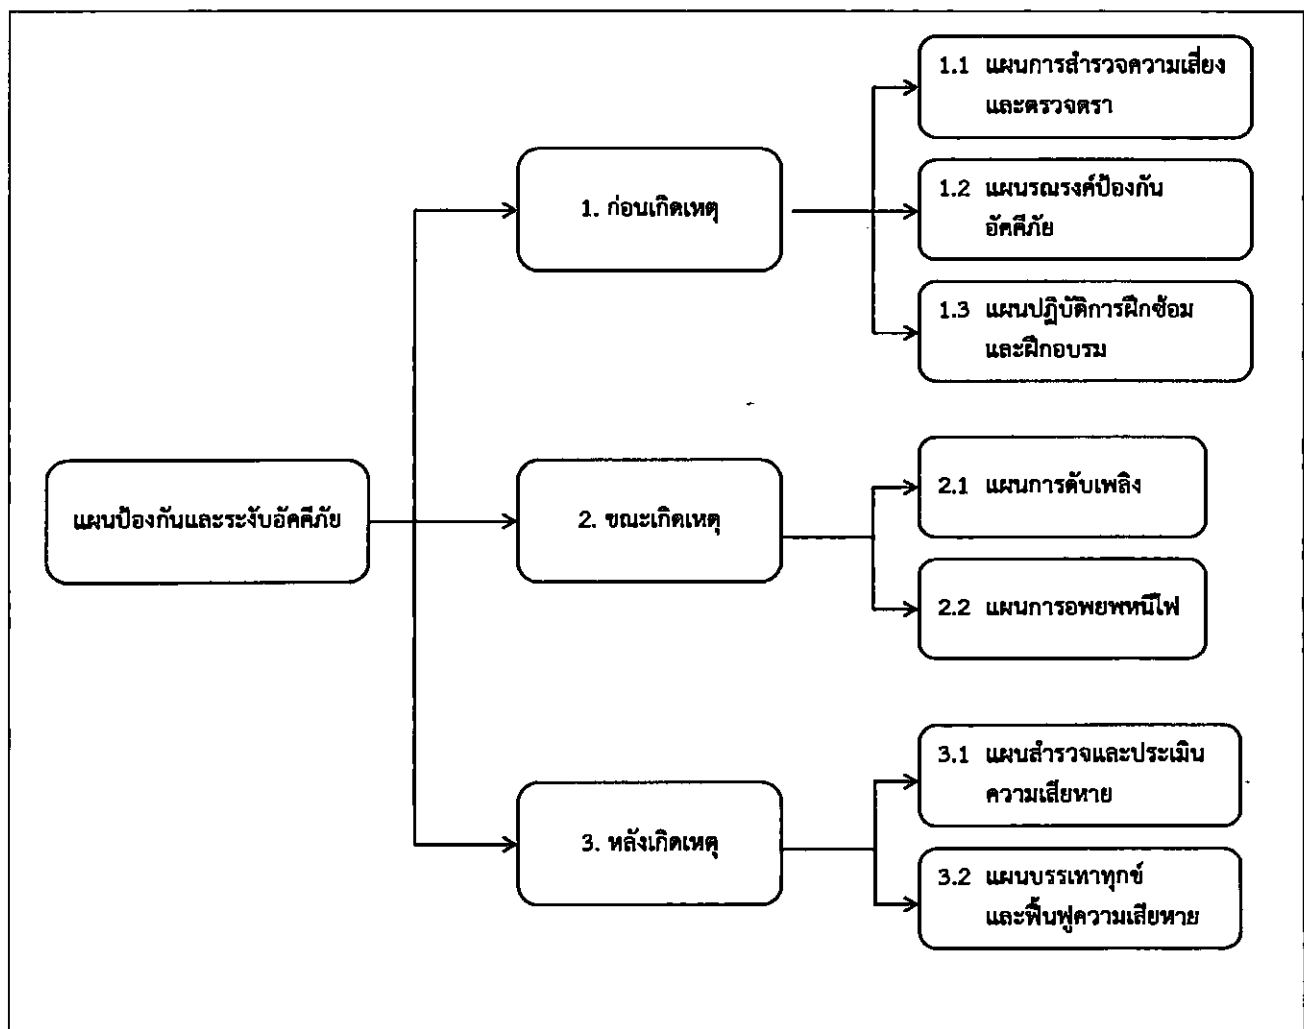 แผนป้องกันและระงับอัคคีภัย
1. ก่อนเกิดเหตุ
1.1 แผนการสำรวจความเสี่ยง
และตรวจตรา
1.2 แผนรณรงค์ป้องกัน
อัคคีภัย
1.3 แผนปฏิบัติการฝึกซ้อม
และฝึกอบรม
2. ขณะเกิดเหตุ
2.1 แผนการดับเพลิง
2.2 แผนการอพยพหนีไฟ
3. หลังเกิดเหตุ
3.1 แผนสำรวจและประเมิน
ความเสียหาย
3.2 แผนบรรเทาทุกข์
และฟื้นฟูความเสียหาย